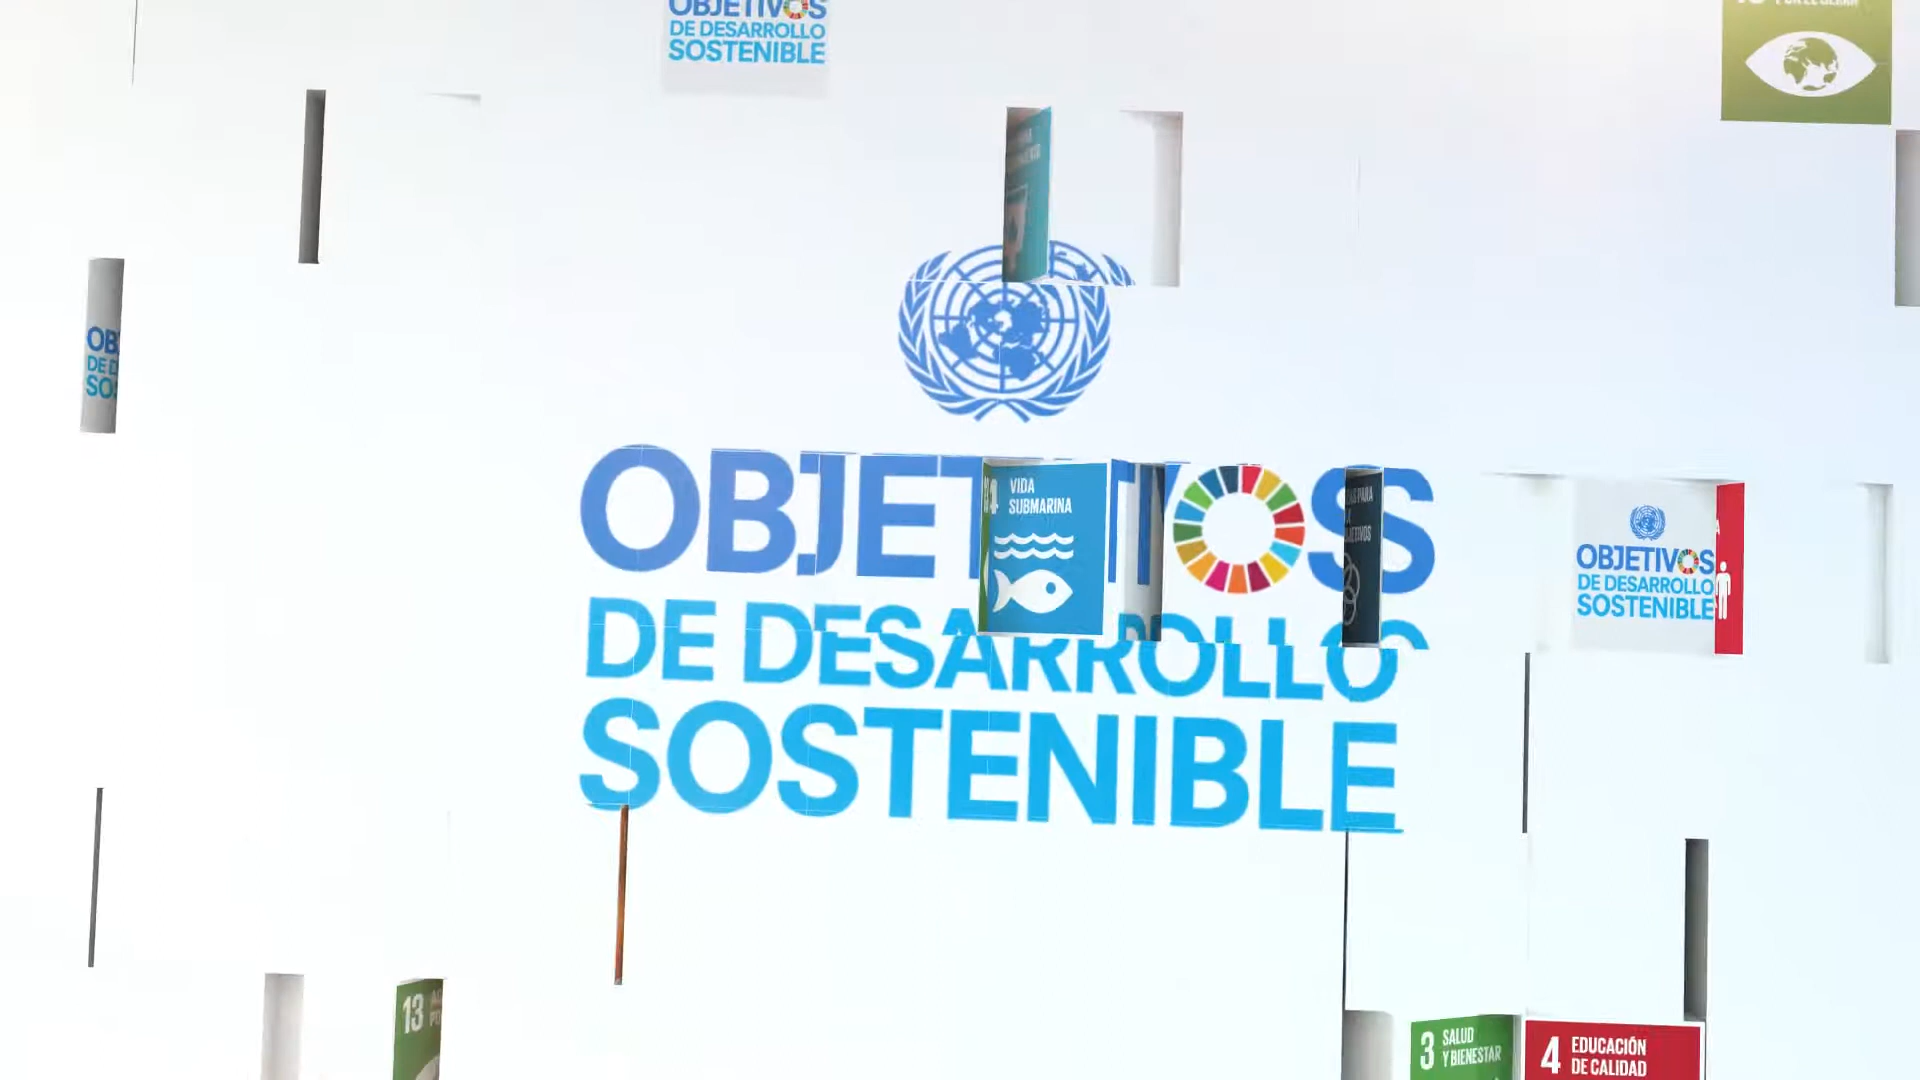 OBJETIVOS
DE DESARROLLO
SOSTENIBLE
OBJETIVOS
DE DESARROLLO
SOSTENIBLE
VIDA
SUBMARINA
OBJETIVOS
DE DESARROLLO
SOSTENIBLE
13
3 SALUD
Y BIENESTAR
4 EDUCACIÓN
DE CALIDAD